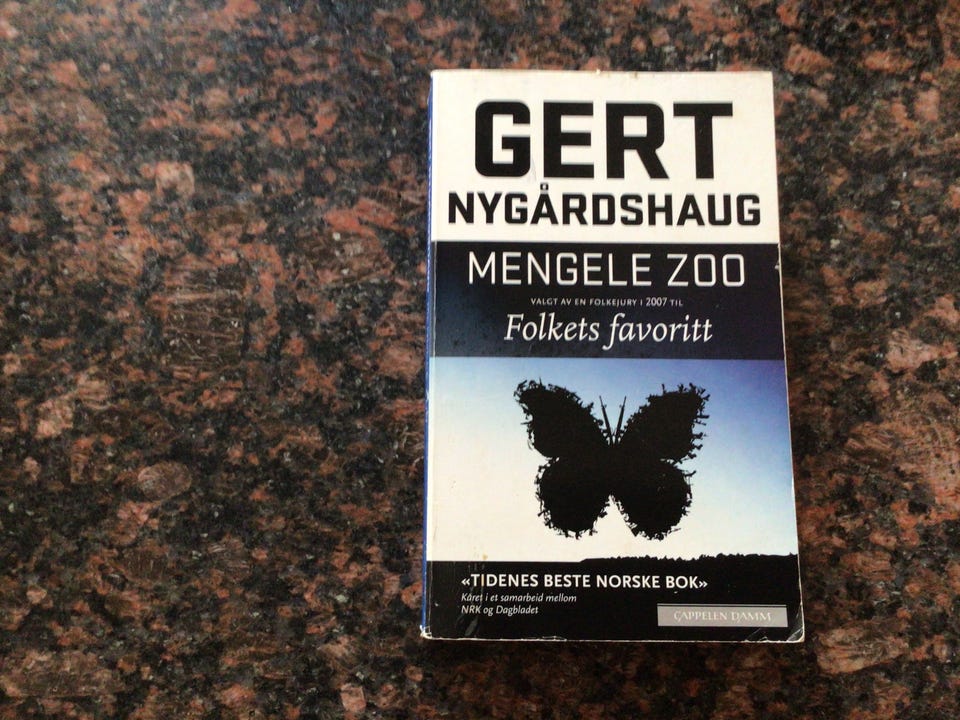 GERT
NYGÅRDSHAUG
MENGELE ZOO
VALGT AV EN FOLKEJURY I 2007 TIL
Folkets favoritt
«TIDENES BESTE NORSKE BOK»
Kåret i et samarbeid mellom
NRK og Dagbladet
CAPPELEN DAMM